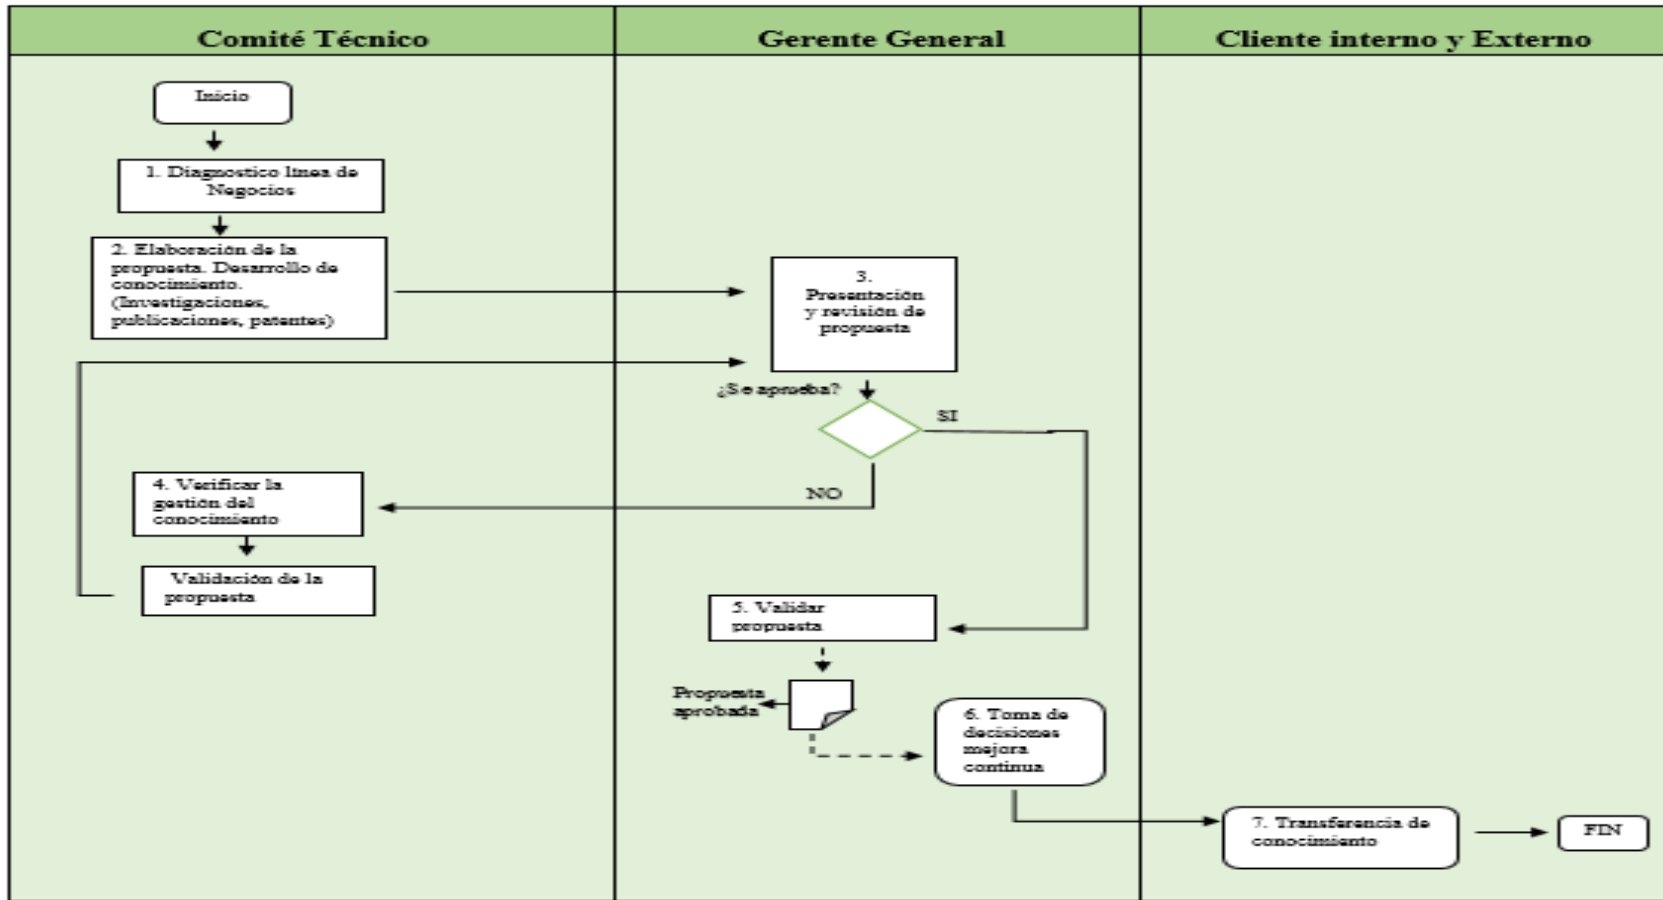 Comité Técnico
Gerente General
Cliente interno y Externo
Inicio
1. Diagnostico línea de
Negocios
2. Elaboración de la
propuesta. Desarrollo de
conocimiento.
(Investigaciones,
publicaciones, patentes)
3.
Presentación
y revisión de
propuesta
¿Se aprueba?
SI
NO
4. Verificar la
gestión del
conocimiento
Validación de la
propuesta
5. Validar
propuesta
Propuesta
aprobada
6. Toma de
decisiones
mejora
continua
7. Transferencia de
conocimiento
FIN